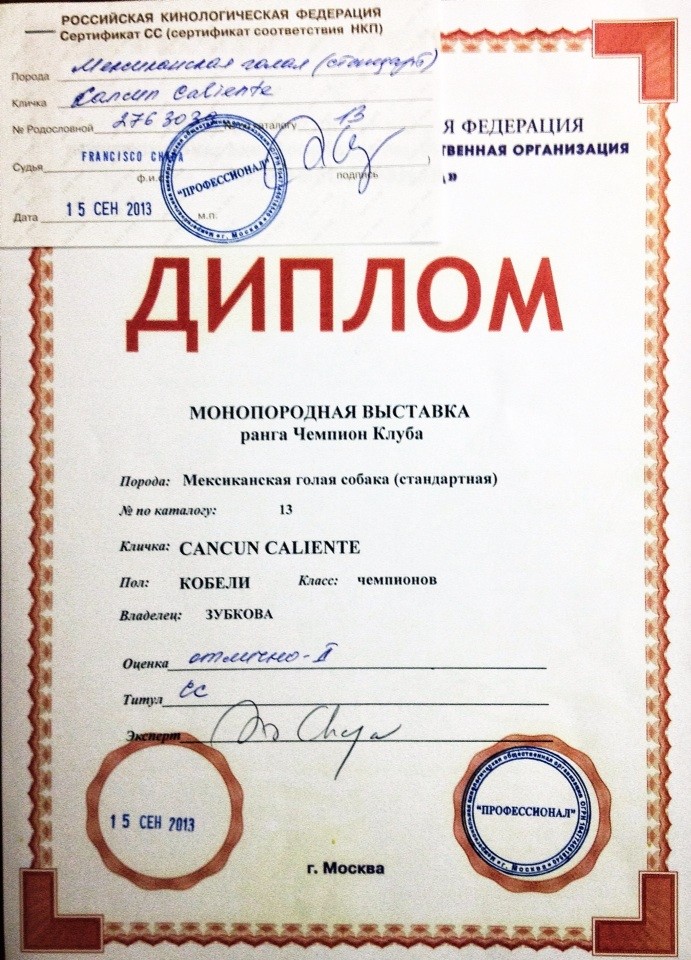 РОССИЙСКАЯ КИНОЛОГИЧЕСКАЯ ФЕДЕРАЦИЯ
Сертификат СС (сертификат соответствия НКП)
Порода Мексиканская голая (стандарт)
Кличка Cancun Caliente
№ Родословной 2763030 каталогу 13
Судья FRANCISCO CHAPA
ф.и. подпись
Дата 15 СЕН 2013 м.п.
"ПРОФЕССИОНАЛ"
Я ФЕДЕРАЦИЯ
ТВЕННАЯ ОРГАНИЗАЦИЯ
ДИПЛОМ
МОНОПОРОДНАЯ ВЫСТАВКА
ранга Чемпион Клуба
Порода: Мексиканская голая собака (стандартная)
№ по каталогу: 13
Кличка: CANCUN CALIENTE
Пол: КОБЕЛИ Класс: чемпионов
Владелец: ЗУБКОВА
Оценка отлично-II
Титул СС
Эксперт
15 СЕН 2013
"ПРОФЕССИОНАЛ"
г. Москва